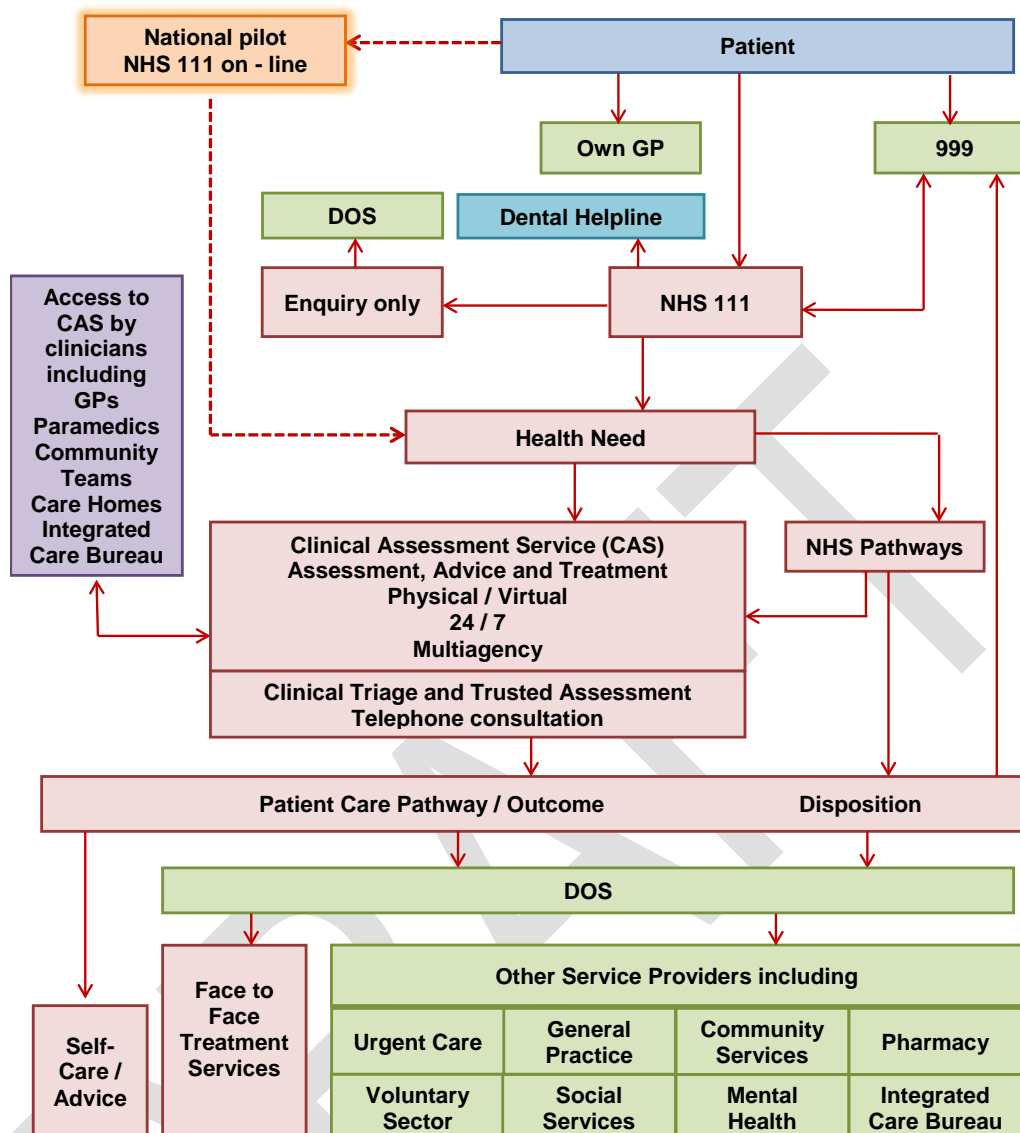 National pilot
NHS 111 on - line
Patient
Own GP
999
DOS
Dental Helpline
Enquiry only
NHS 111
Access to
CAS by
clinicians
including
GPs
Paramedics
Community
Teams
Care Homes
Integrated
Care Bureau
Health Need
Clinical Assessment Service (CAS)
Assessment, Advice and Treatment
Physical / Virtual
24 / 7
Multiagency
NHS Pathways
Clinical Triage and Trusted Assessment
Telephone consultation
Patient Care Pathway / Outcome
Disposition
DOS
Self-
Care /
Advice
Face to
Face
Treatment
Services
Other Service Providers including
Urgent Care
General
Practice
Community
Services
Pharmacy
Voluntary
Sector
Social
Services
Mental
Health
Integrated
Care Bureau
DRAFT